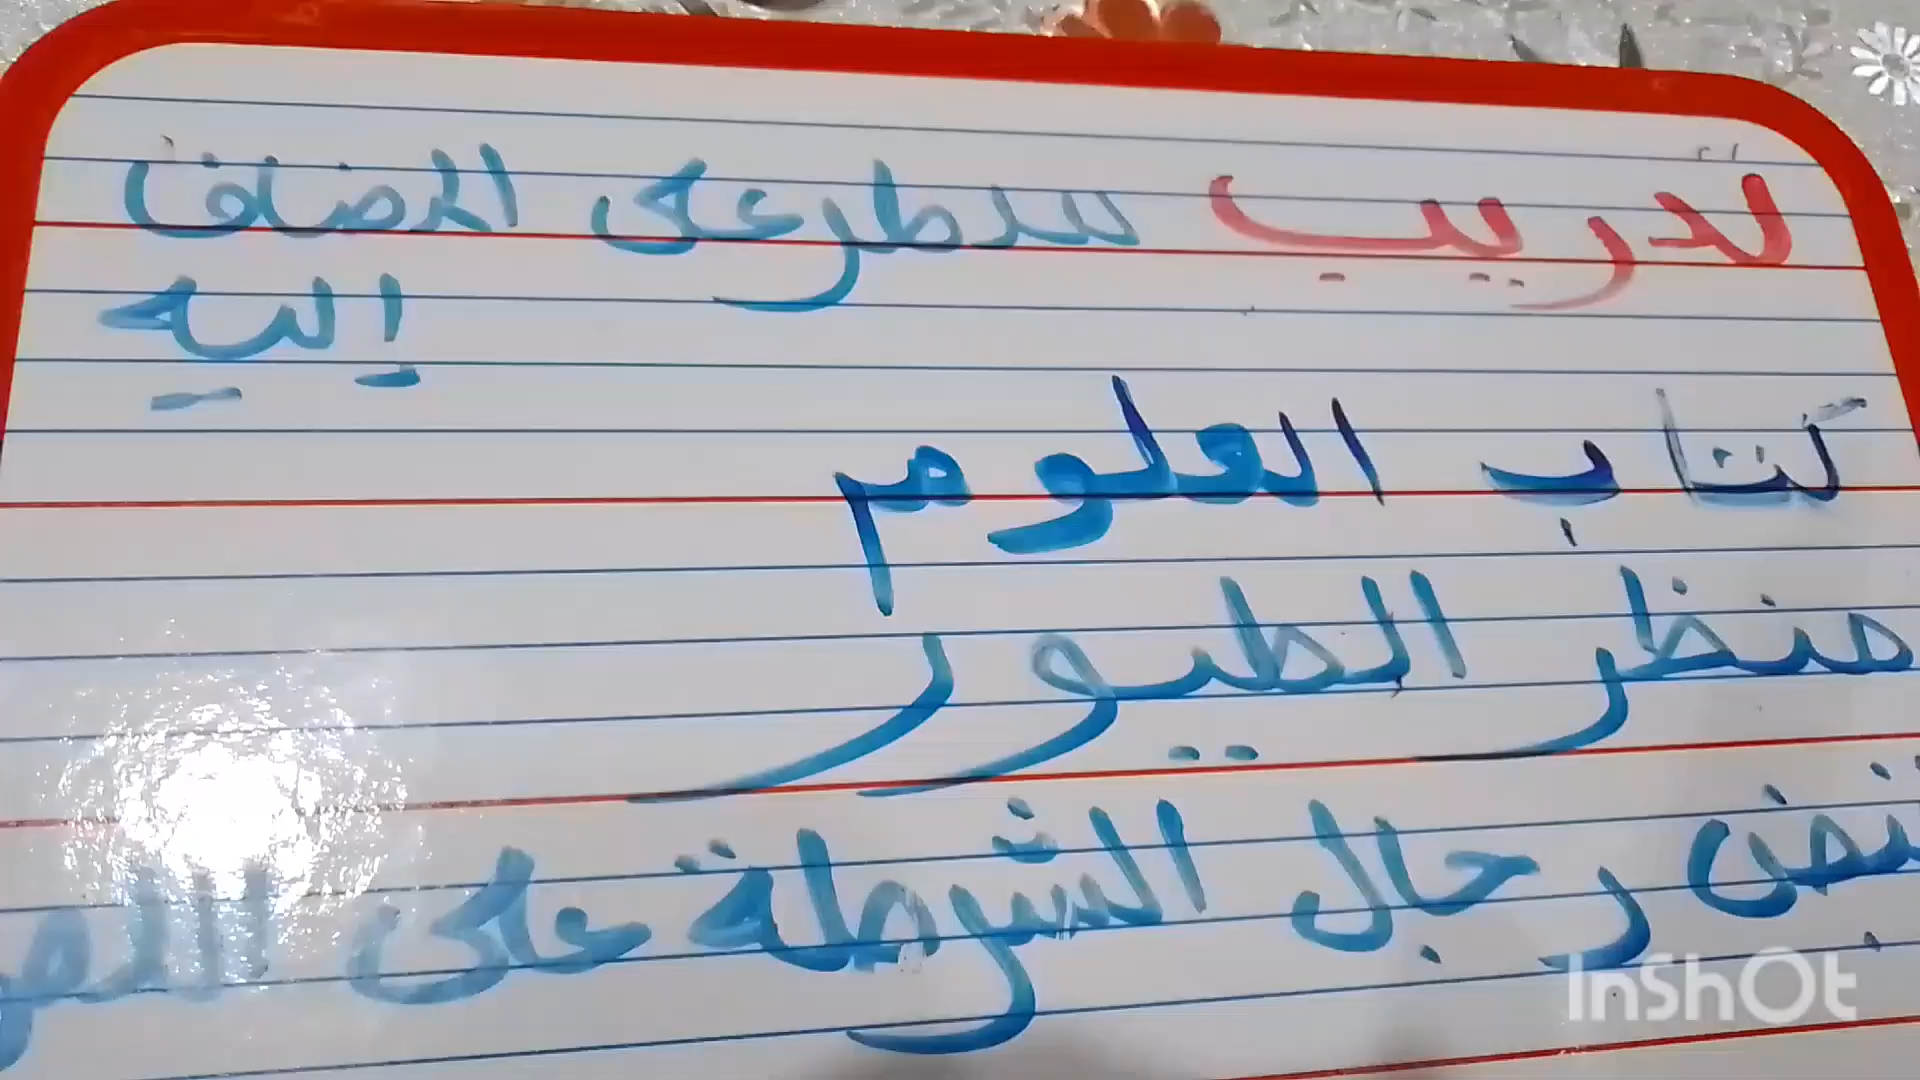 تدريب سطر على المضاف
إليه
كتاب العلوم
منظر الطيور
رجال الشرطة على
InShOt